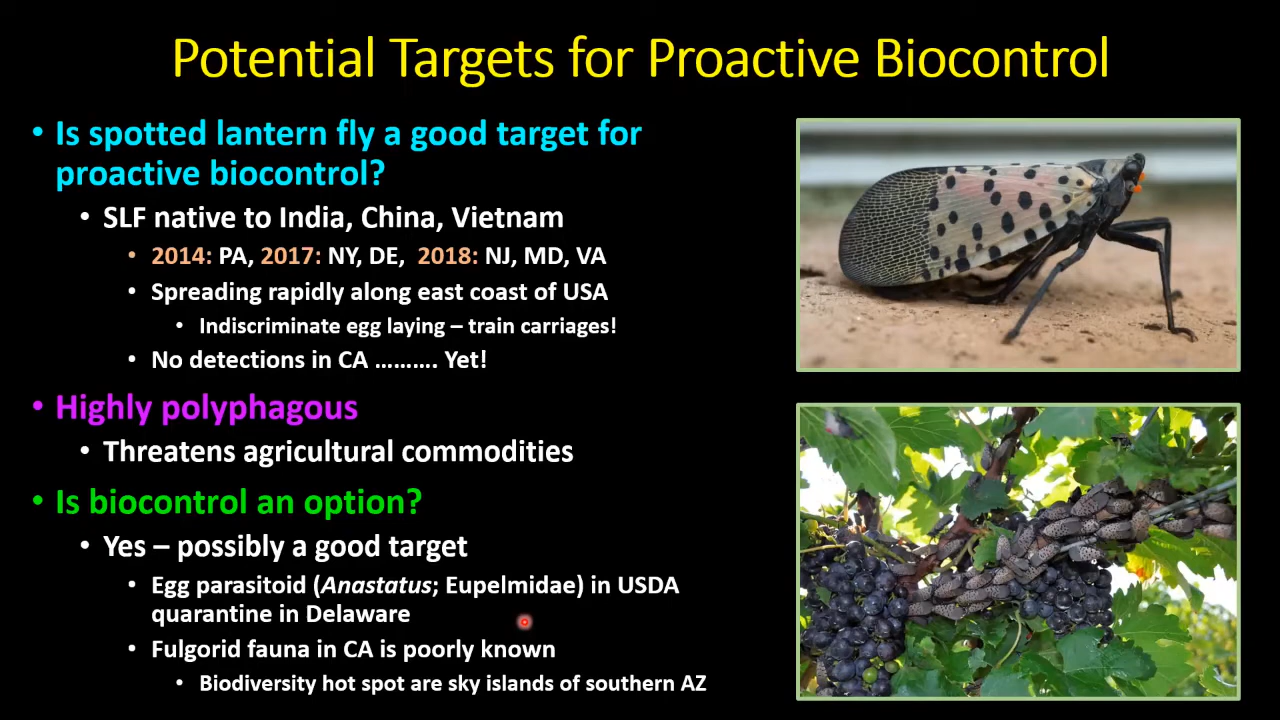 Potential Targets for Proactive Biocontrol
• Is spotted lantern fly a good target for
proactive biocontrol?
• SLF native to India, China, Vietnam
• 2014: PA, 2017: NY, DE, 2018: NJ, MD, VA
• Spreading rapidly along east coast of USA
• Indiscriminate egg laying – train carriages!
• No detections in CA .......... Yet!
• Highly polyphagous
• Threatens agricultural commodities
• Is biocontrol an option?
• Yes – possibly a good target
• Egg parasitoid (Anastatus; Eupelmidae) in USDA
quarantine in Delaware
• Fulgorid fauna in CA is poorly known
• Biodiversity hot spot are sky islands of southern AZ